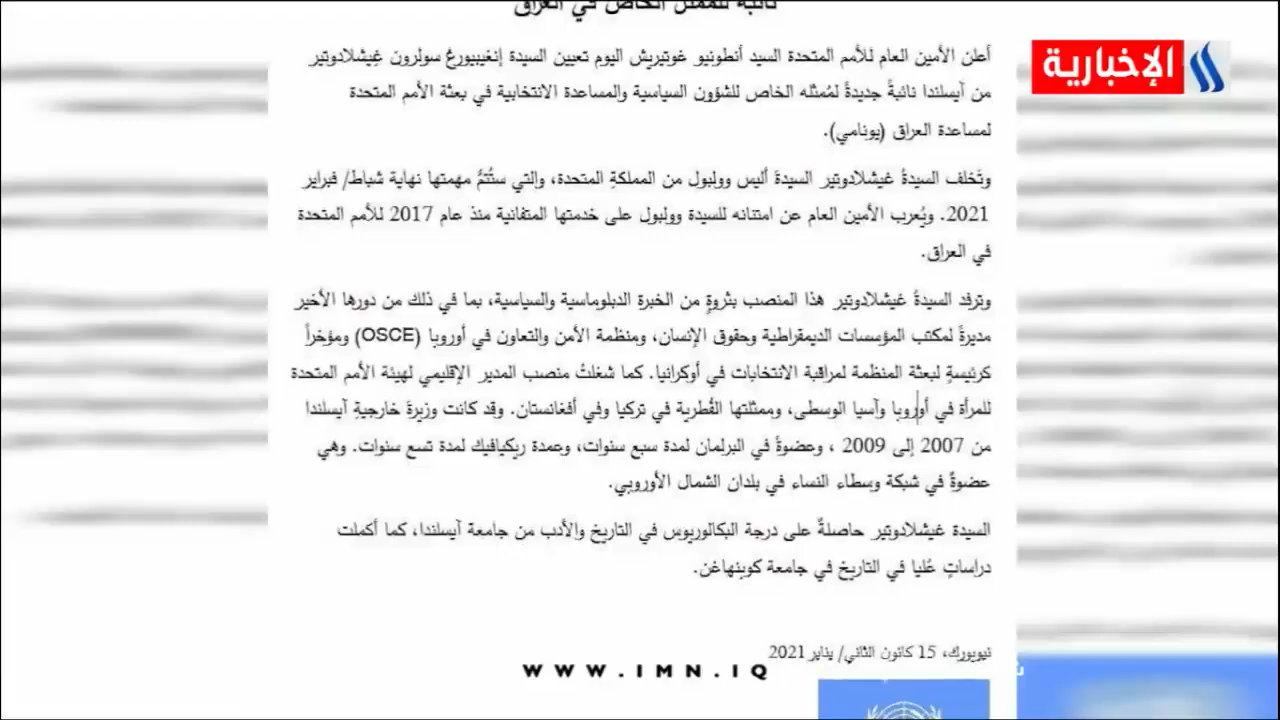 نائبة للممثل الخاص في العراق
أعلن الأمين العام للأمم المتحدة السيد أنطونيو غوتيريش اليوم تعيين السيدة إنغيبيورغ سولرون غِيشلادوتير
من آيسلندا نائبةً جديدةً لمُمثله الخاص للشؤون السياسية والمساعدة الانتخابية في بعثة الأمم المتحدة
لمساعدة العراق (يونامي).
وتَخلف السيدةُ غيشلادوتير السيدةَ أليس وولبول من المملكةِ المتحدة، والتي ستُتمُّ مهمتها نهاية شباط/ فبراير
2021. ويُعرب الأمين العام عن امتنانه للسيدة وولبول على خدمتها المتفانية منذ عام 2017 للأمم المتحدة
في العراق.
وترفد السيدةُ غيشلادوتير هذا المنصب بثروةٍ من الخبرة الدبلوماسية والسياسية، بما في ذلك من دورها الأخير
مديرةً لمكتب المؤسسات الديمقراطية وحقوق الإنسان، ومنظمة الأمن والتعاون في أوروبا (OSCE) ومؤخراً
كرئيسةٍ لبعثة المنظمة لمراقبة الانتخابات في أوكرانيا. كما شغلتْ منصب المدير الإقليمي لهيئة الأمم المتحدة
للمرأة في أوروبا وآسيا الوسطى، وممثلتها القُطرية في تركيا وفي أفغانستان. وقد كانت وزيرةَ خارجيةِ آيسلندا
من 2007 إلى 2009 ، وعضوةً في البرلمان لمدة سبع سنوات، وعمدة ريكيافيك لمدة تسع سنوات. وهي
عضوةٌ في شبكة وسطاء النساء في بلدان الشمال الأوروبي.
السيدة غيشلادوتير حاصلةٌ على درجة البكالوريوس في التاريخ والأدب من جامعة آيسلندا، كما أكملت
دراساتٍ عُليا في التاريخ في جامعة كوبنهاغن.
نيويورك، 15 كانون الثاني/ يناير 2021
WWW.IMN.IQ
الإخبارية